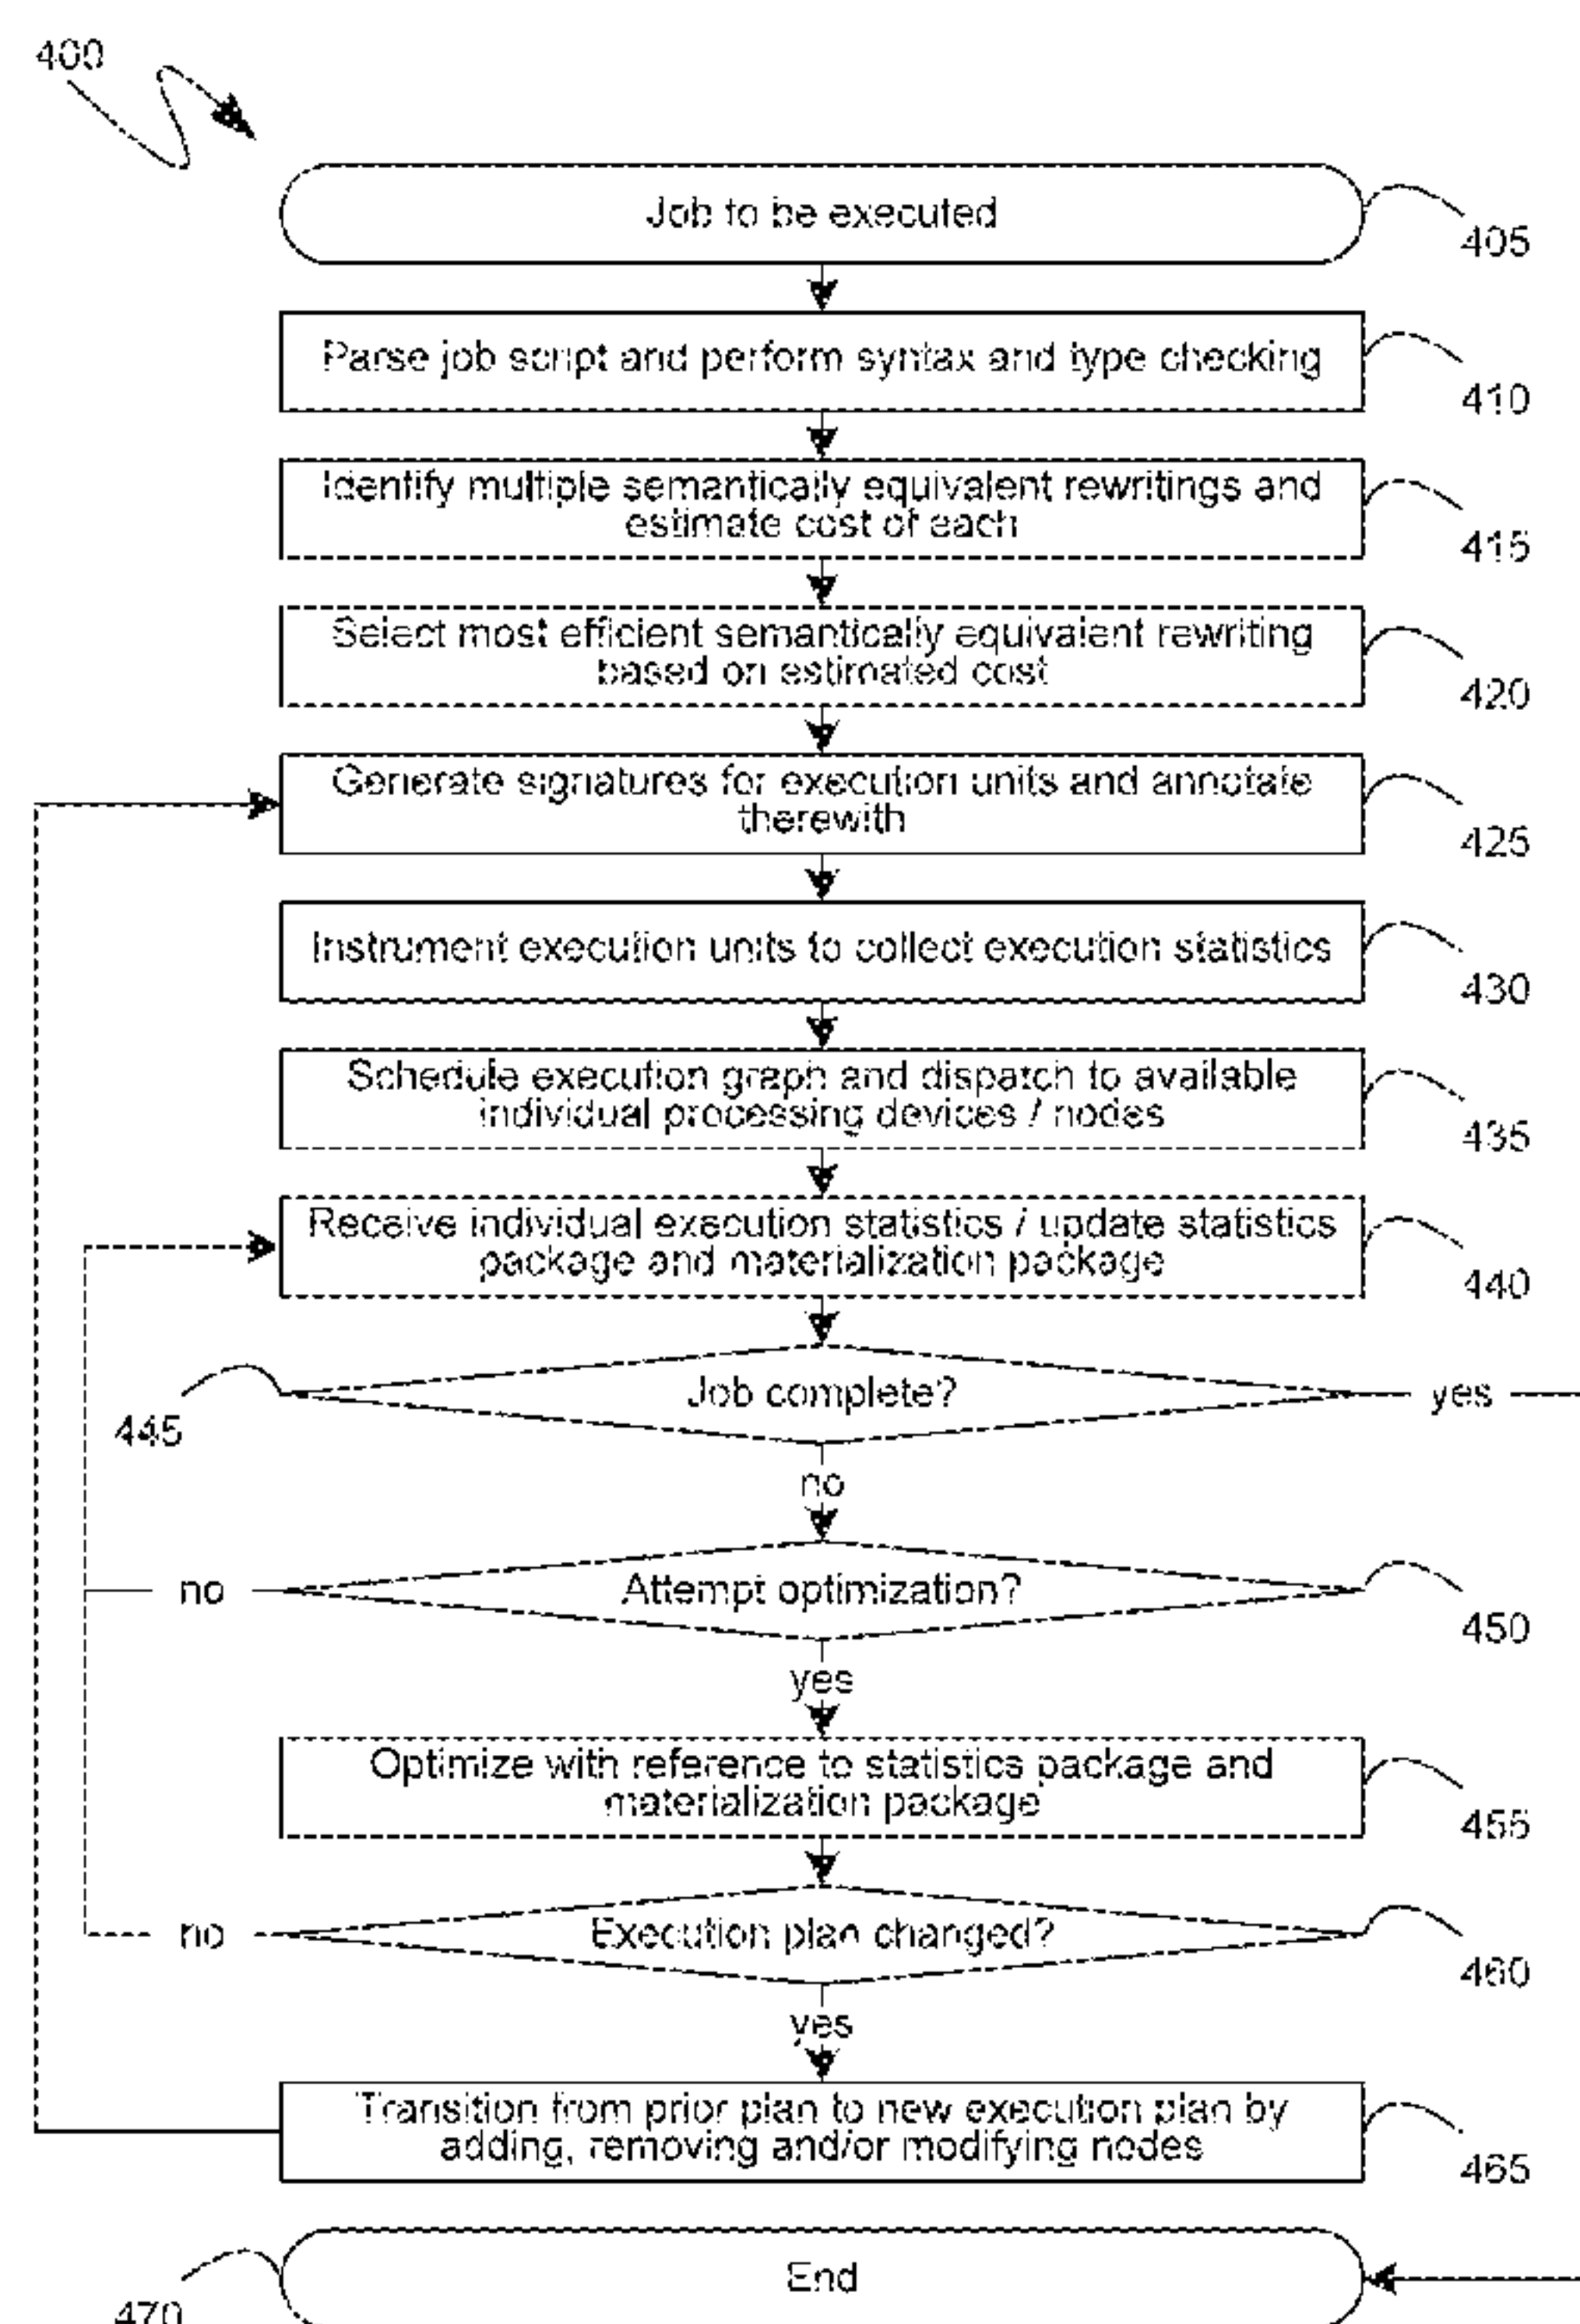 400
Job to be executed
405
Parse job script and perform syntax and type checking
410
Identify multiple semantically equivalent rewritings and
estimate cost of each
415
Select most efficient semantically equivalent rewriting
based on estimated cost
420
Generate signatures for execution units and annotate
therewith
425
Instrument execution units to collect execution statistics
430
Schedule execution graph and dispatch to available
individual processing devices / nodes
435
Receive individual execution statistics / update statistics
package and materialization package
440
Job complete?
yes
445
no
Attempt optimization?
no
450
yes
Optimize with reference to statistics package and
materialization package
455
Execution plan changed?
no
460
yes
Transition from prior plan to new execution plan by
adding, removing and/or modifying nodes
465
End
470